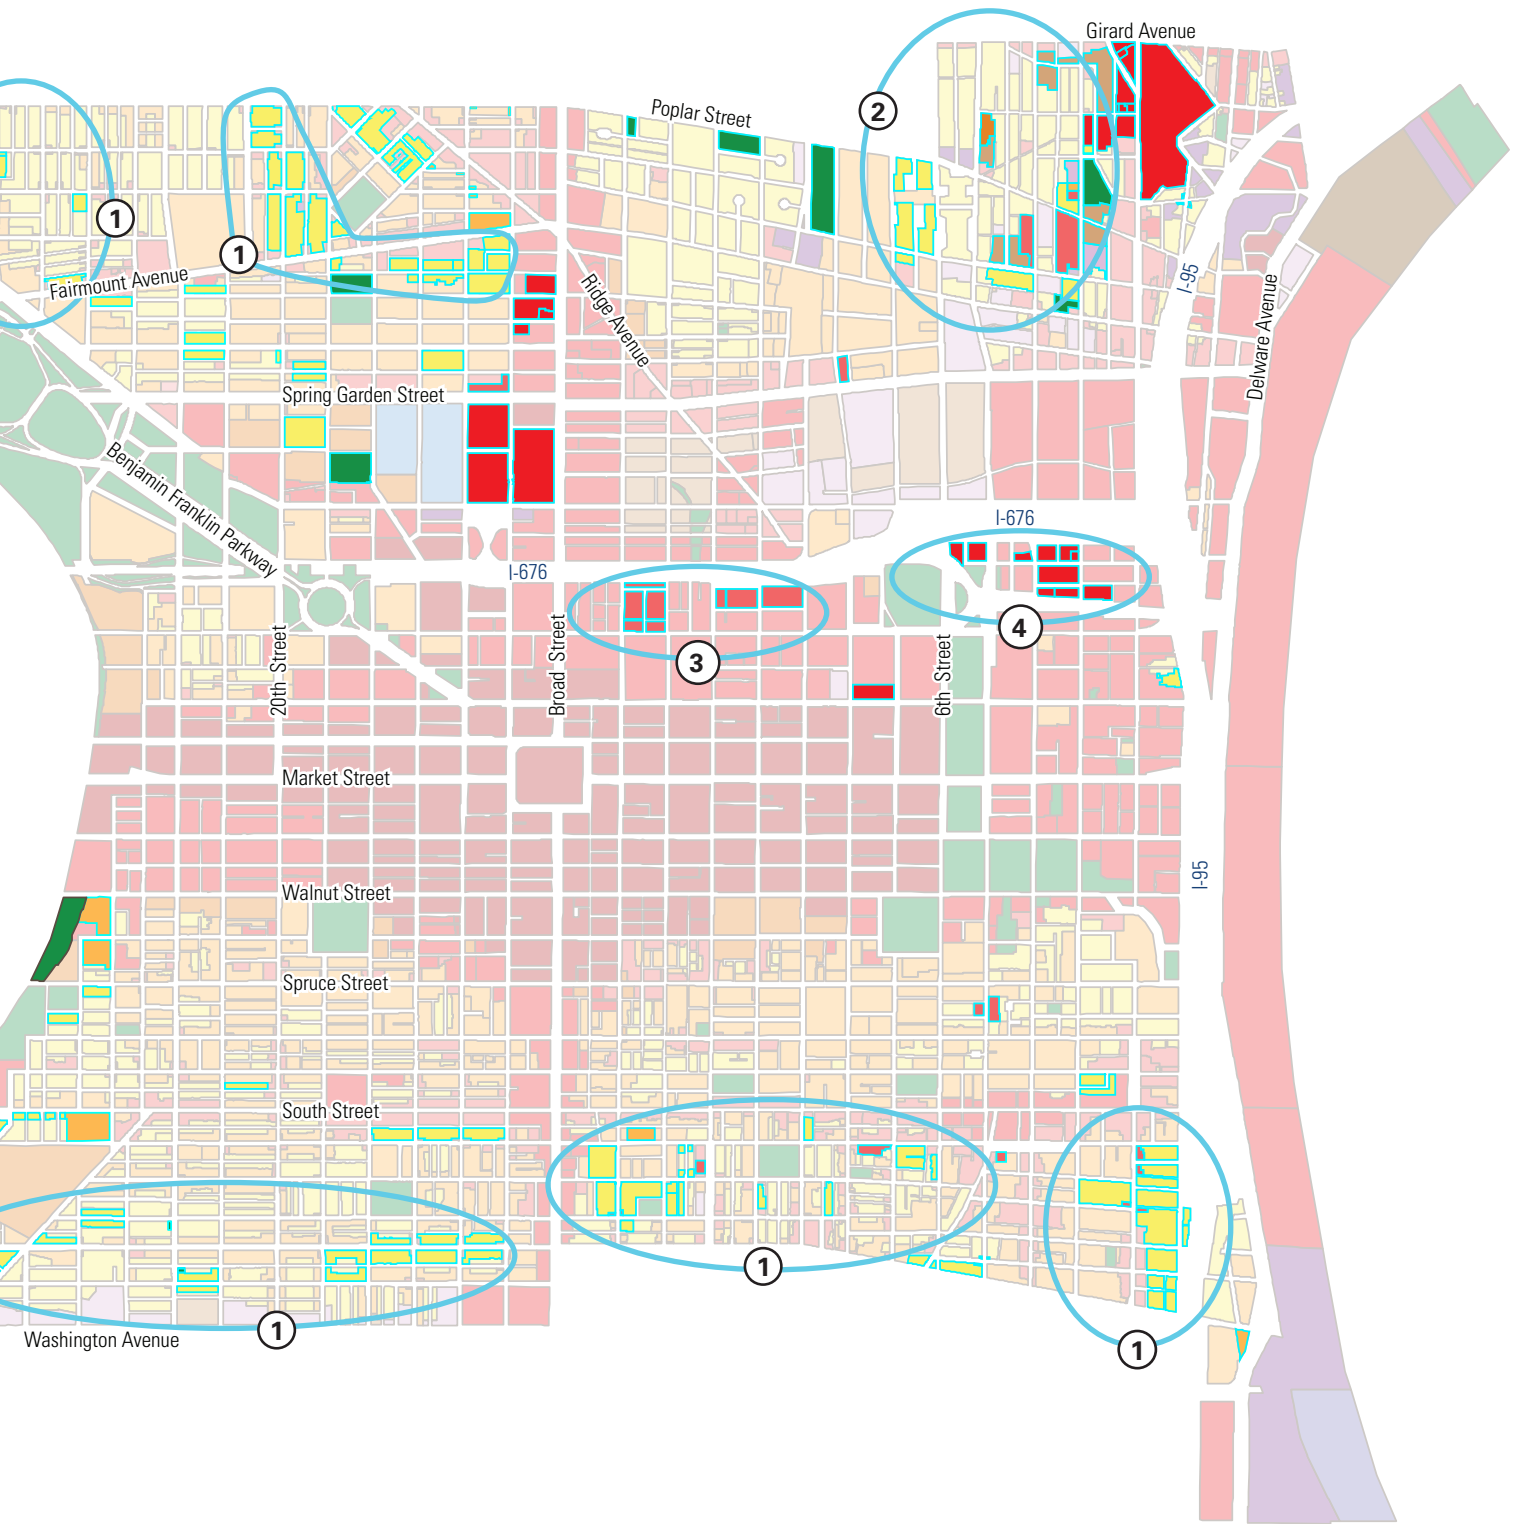 Girard Avenue
Poplar Street
2
1
1
Fairmount Avenue
Ridge Avenue
I-95
Delware Avenue
Spring Garden Street
Benjamin Franklin Parkway
I-676
I-676
20th Street
Broad Street
6th Street
3
4
Market Street
I-95
Walnut Street
Spruce Street
South Street
1
1
1
Washington Avenue